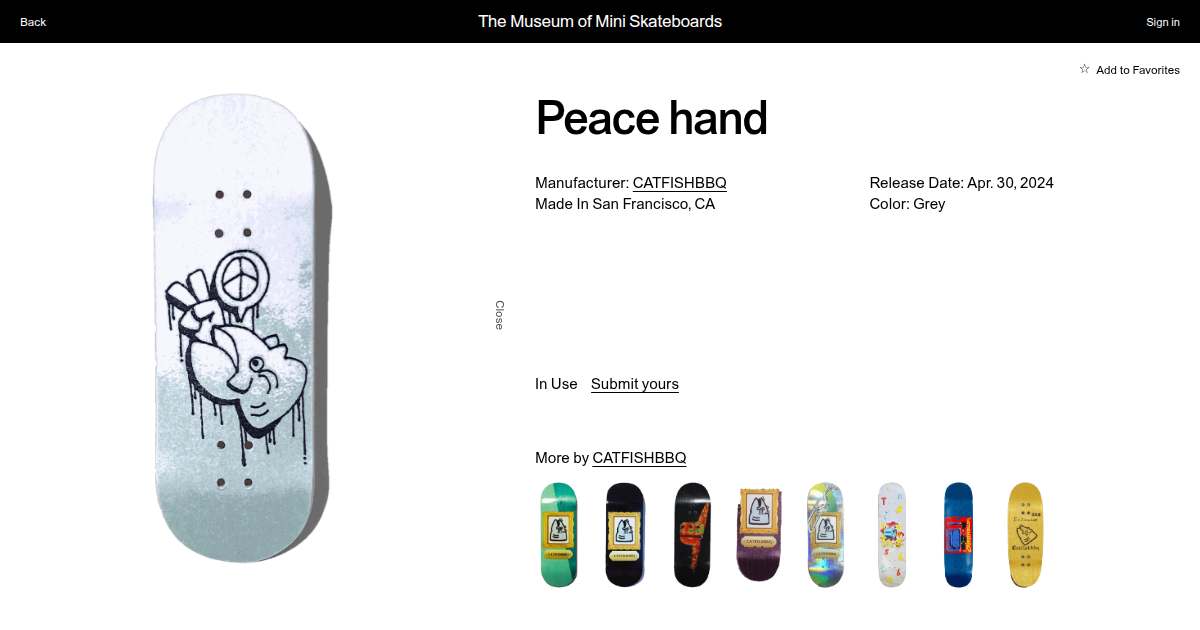 Back
The Museum of Mini Skateboards
Sign in
☆ Add to Favorites
Peace hand
Manufacturer: CATFISHBBQ
Made In San Francisco, CA
Release Date: Apr. 30, 2024
Color: Grey
Close
In Use Submit yours
More by CATFISHBBQ